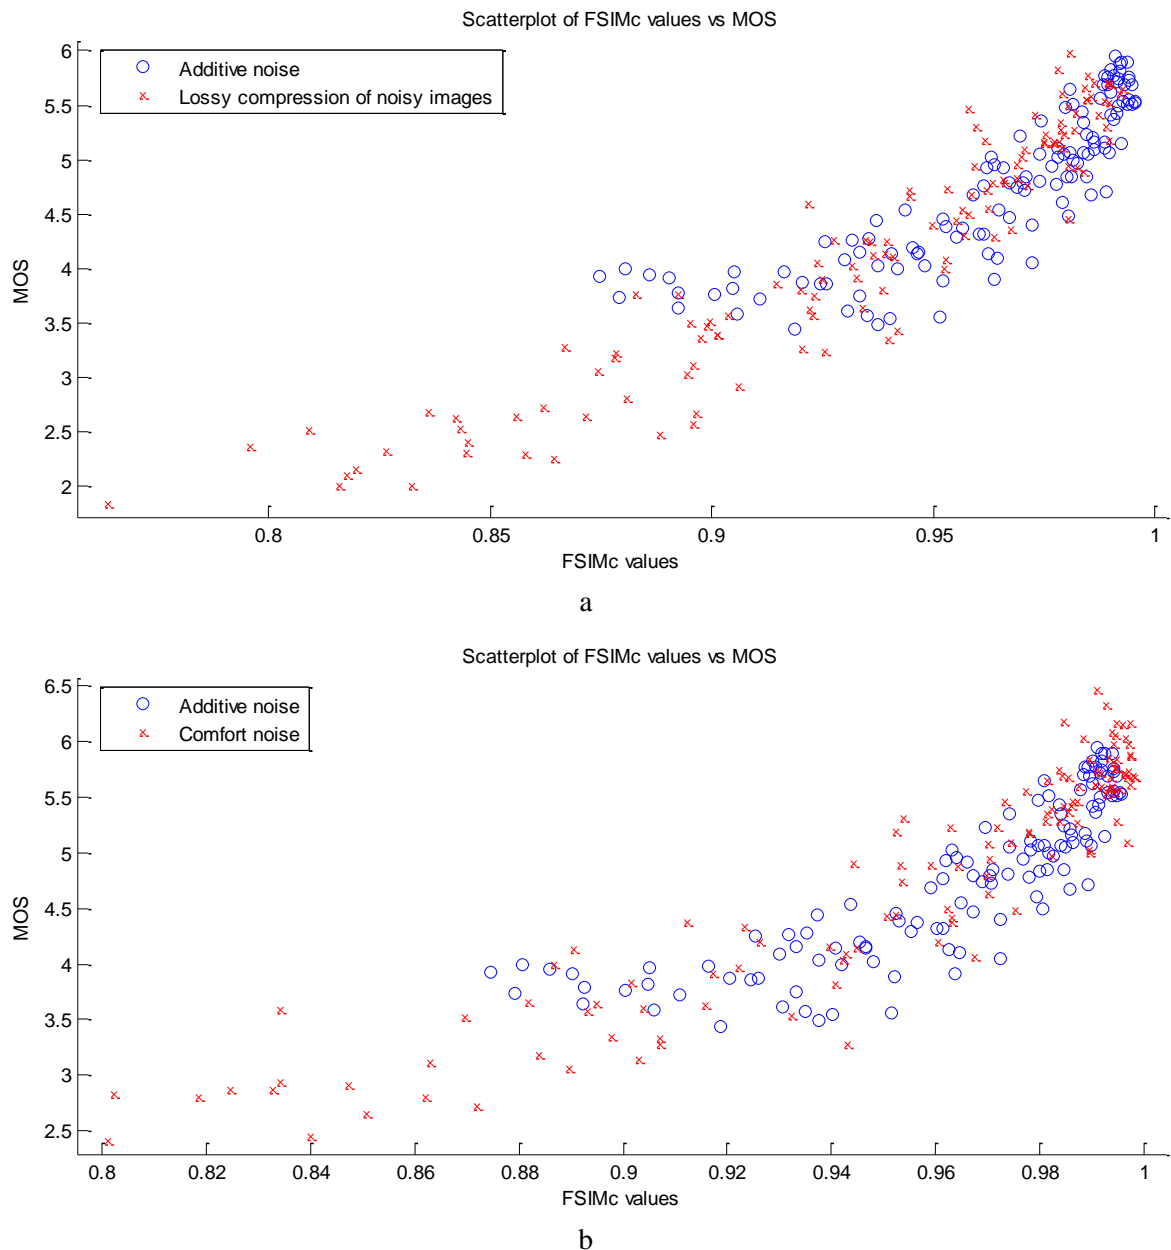 Scatterplot of FSIMc values vs MOS
6
5.5
5
4.5
4
3.5
3
2.5
2
MOS
Additive noise
Lossy compression of noisy images
0.8 0.85 0.9 0.95 1
FSIMc values
a
Scatterplot of FSIMc values vs MOS
6.5
6
5.5
5
4.5
4
3.5
3
2.5
MOS
Additive noise
Comfort noise
0.8 0.82 0.84 0.86 0.88 0.9 0.92 0.94 0.96 0.98 1
FSIMc values
b